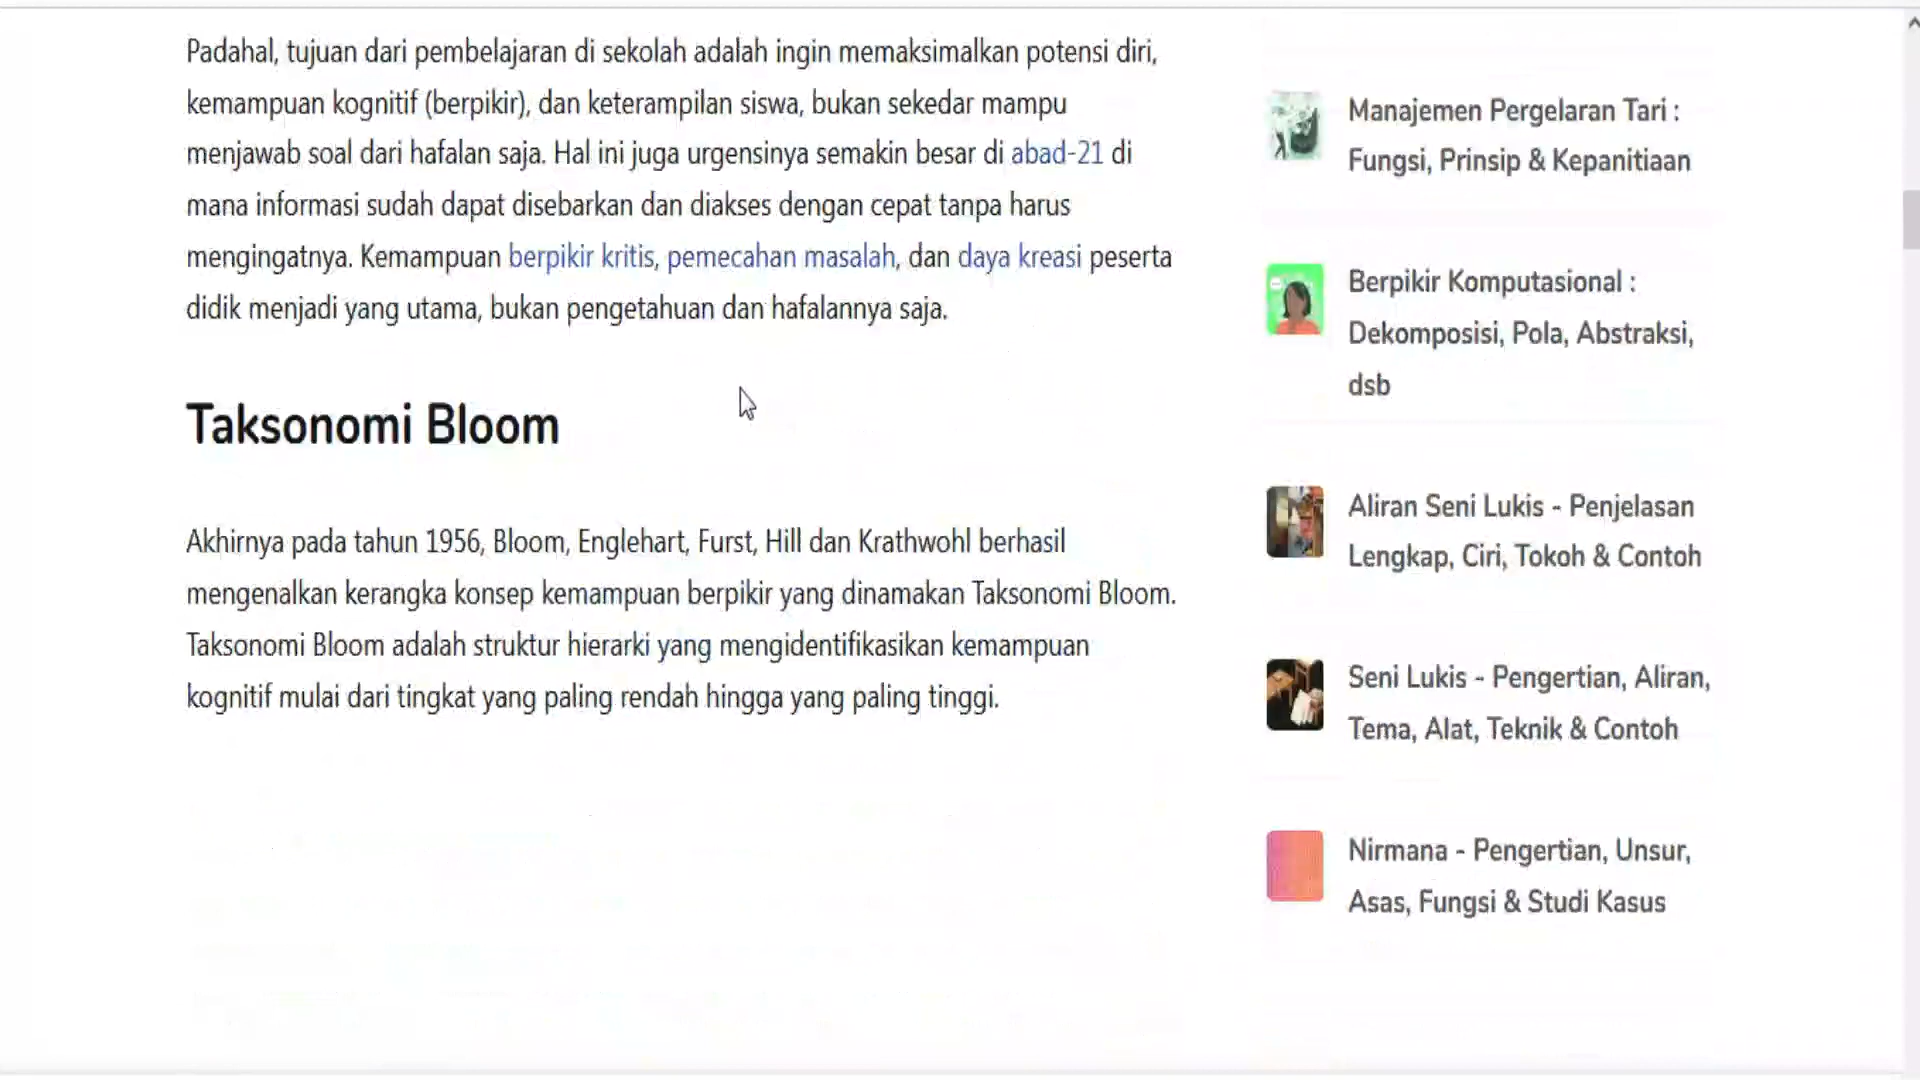 Padahal, tujuan dari pembelajaran di sekolah adalah ingin memaksimalkan potensi diri,
kemampuan kognitif (berpikir), dan keterampilan siswa, bukan sekedar mampu
menjawab soal dari hafalan saja. Hal ini juga urgensinya semakin besar di abad-21 di
mana informasi sudah dapat disebarkan dan diakses dengan cepat tanpa harus
mengingatnya. Kemampuan berpikir kritis, pemecahan masalah, dan daya kreasi peserta
didik menjadi yang utama, bukan pengetahuan dan hafalannya saja.
Taksonomi Bloom
Akhirnya pada tahun 1956, Bloom, Englehart, Furst, Hill dan Krathwohl berhasil
mengenalkan kerangka konsep kemampuan berpikir yang dinamakan Taksonomi Bloom.
Taksonomi Bloom adalah struktur hierarki yang mengidentifikasikan kemampuan
kognitif mulai dari tingkat yang paling rendah hingga yang paling tinggi.
Manajemen Pergelaran Tari :
Fungsi, Prinsip & Kepanitiaan
Berpikir Komputasional :
Dekomposisi, Pola, Abstraksi,
dsb
Aliran Seni Lukis - Penjelasan
Lengkap, Ciri, Tokoh & Contoh
Seni Lukis - Pengertian, Aliran,
Tema, Alat, Teknik & Contoh
Nirmana - Pengertian, Unsur,
Asas, Fungsi & Studi Kasus